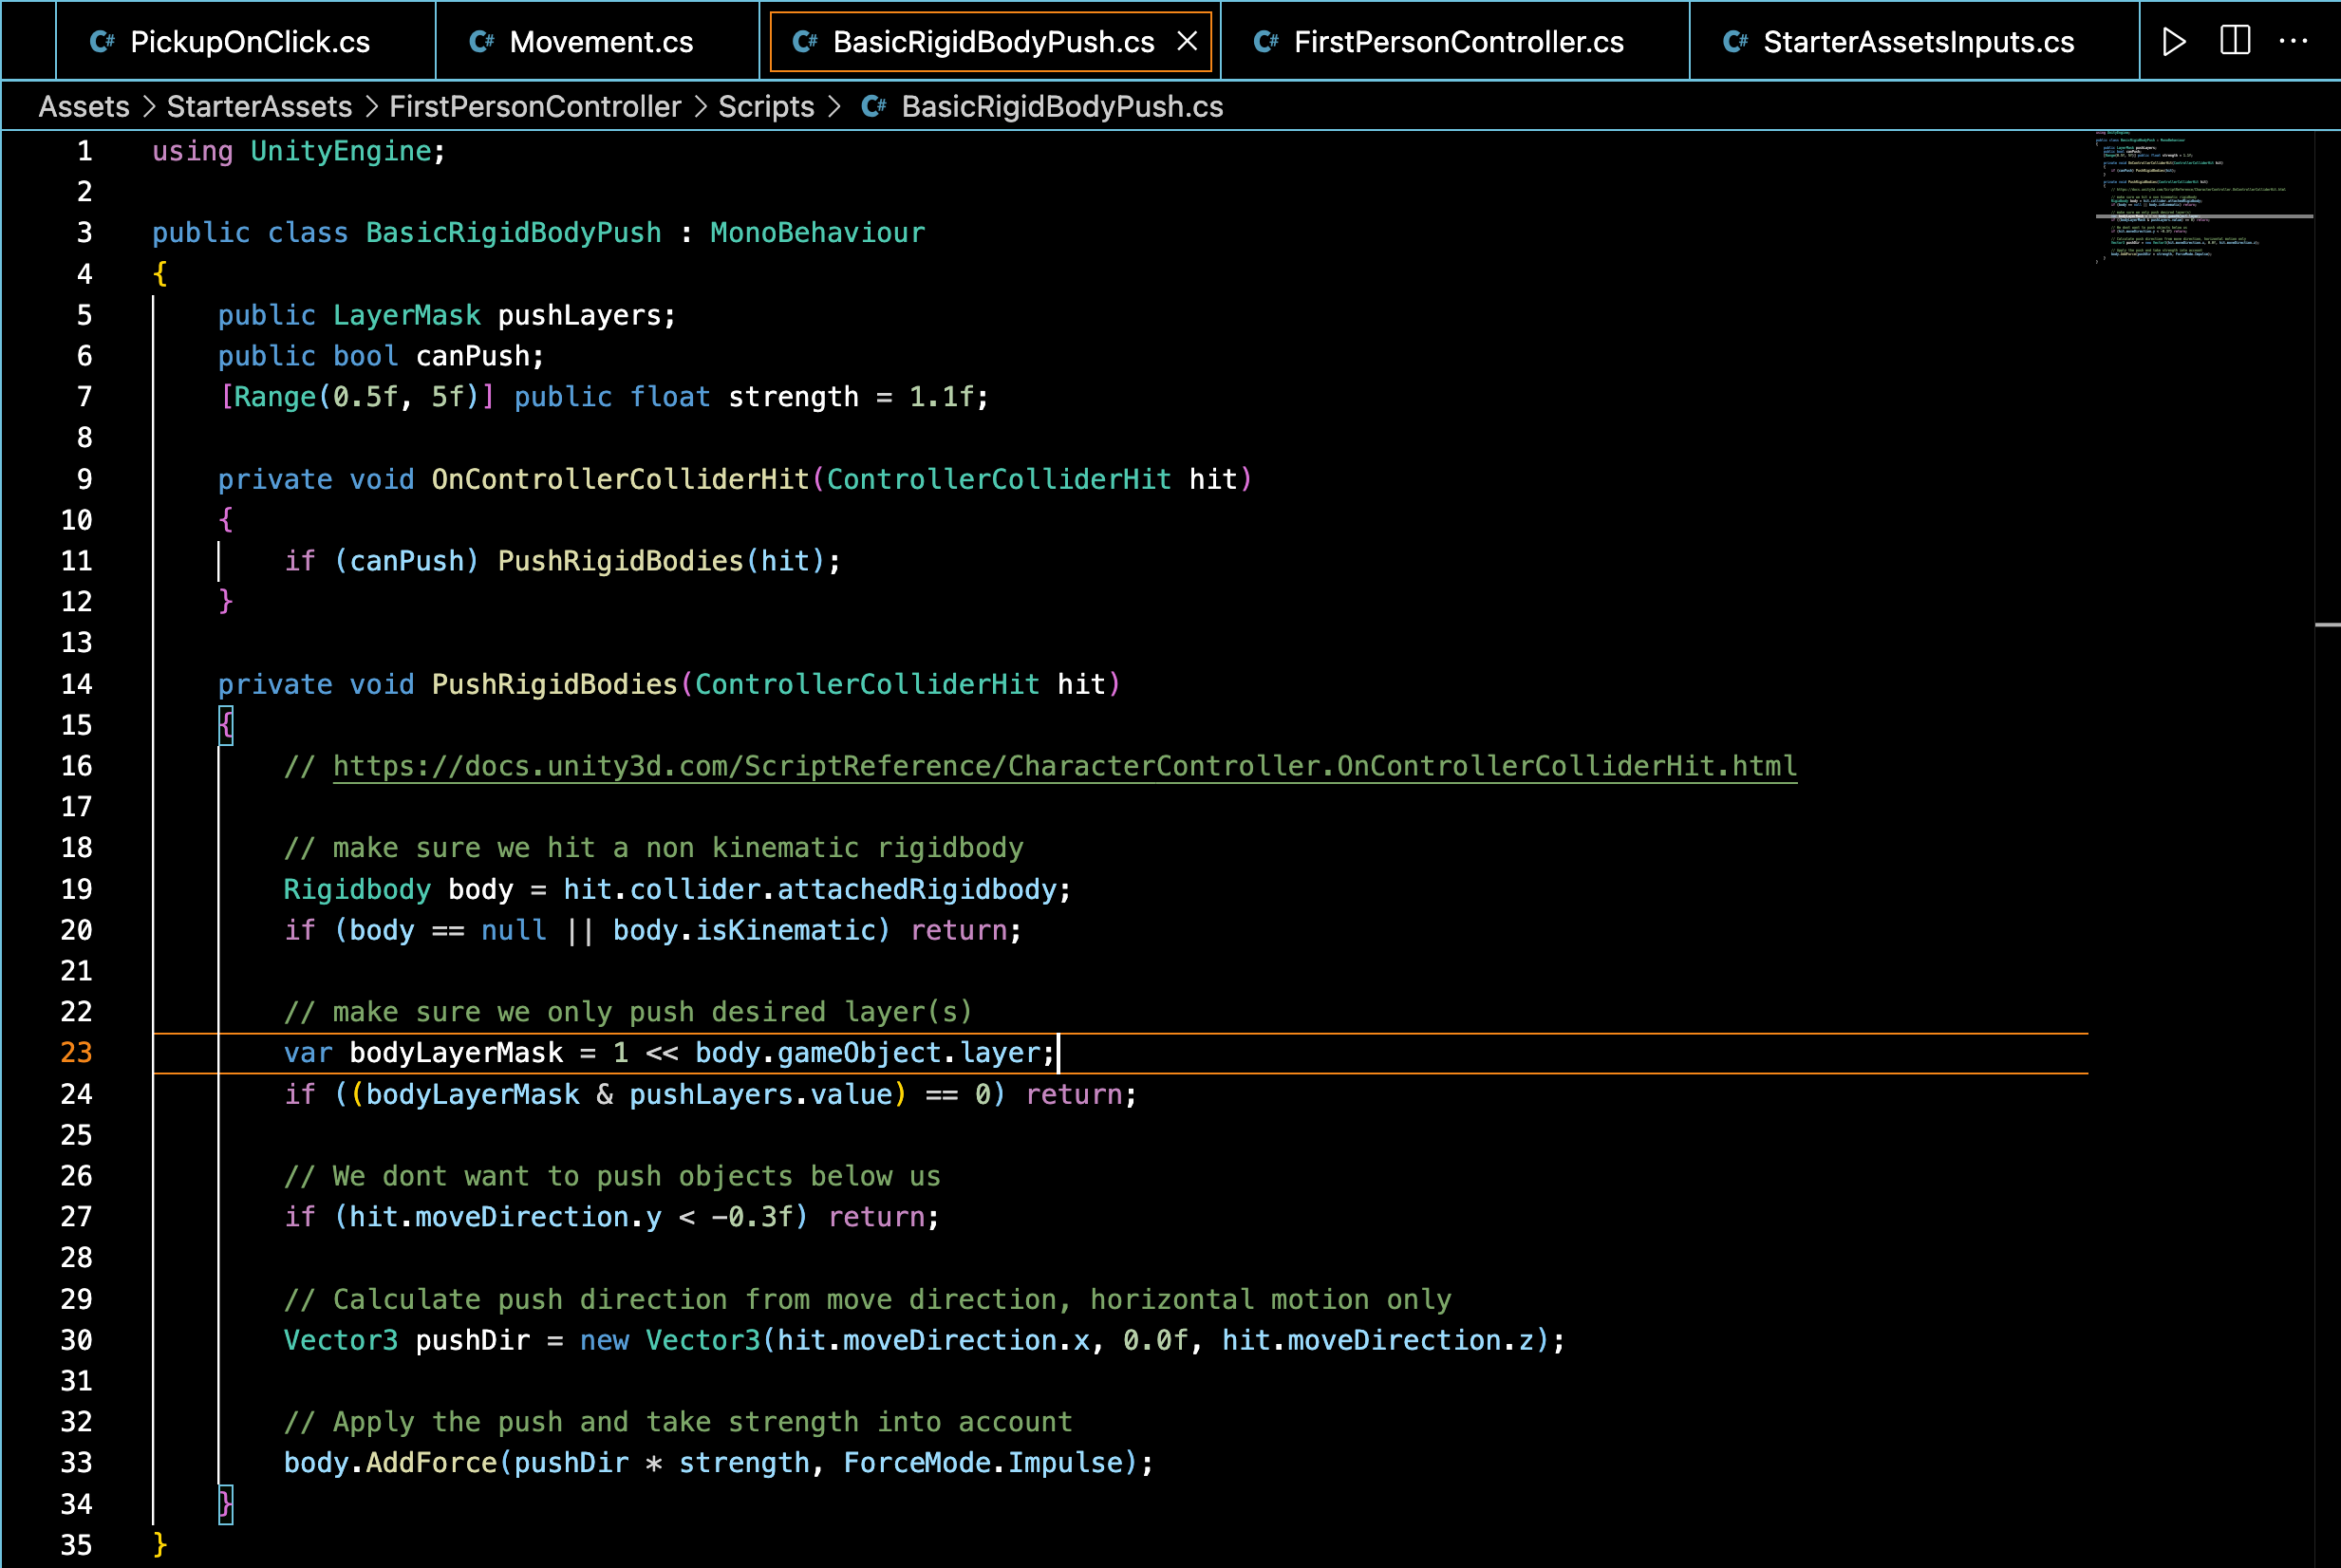 PickupOnClick.cs Movement.cs BasicRigidBodyPush.cs FirstPersonController.cs StarterAssetsInputs.cs
Assets > StarterAssets > FirstPersonController > Scripts > BasicRigidBodyPush.cs
1 using UnityEngine;
2
3 public class BasicRigidBodyPush : MonoBehaviour
4 {
5     public LayerMask pushLayers;
6     public bool canPush;
7     [Range(0.5f, 5f)] public float strength = 1.1f;
8
9     private void OnControllerColliderHit(ControllerColliderHit hit)
10     {
11         if (canPush) PushRigidBodies(hit);
12     }
13
14     private void PushRigidBodies(ControllerColliderHit hit)
15     {
16         // https://docs.unity3d.com/ScriptReference/CharacterController.OnControllerColliderHit.html
17
18         // make sure we hit a non kinematic rigidbody
19         Rigidbody body = hit.collider.attachedRigidbody;
20         if (body == null || body.isKinematic) return;
21
22         // make sure we only push desired layer(s)
23         var bodyLayerMask = 1 << body.gameObject.layer;
24         if ((bodyLayerMask & pushLayers.value) == 0) return;
25
26         // We dont want to push objects below us
27         if (hit.moveDirection.y < -0.3f) return;
28
29         // Calculate push direction from move direction, horizontal motion only
30         Vector3 pushDir = new Vector3(hit.moveDirection.x, 0.0f, hit.moveDirection.z);
31
32         // Apply the push and take strength into account
33         body.AddForce(pushDir * strength, ForceMode.Impulse);
34     }
35 }